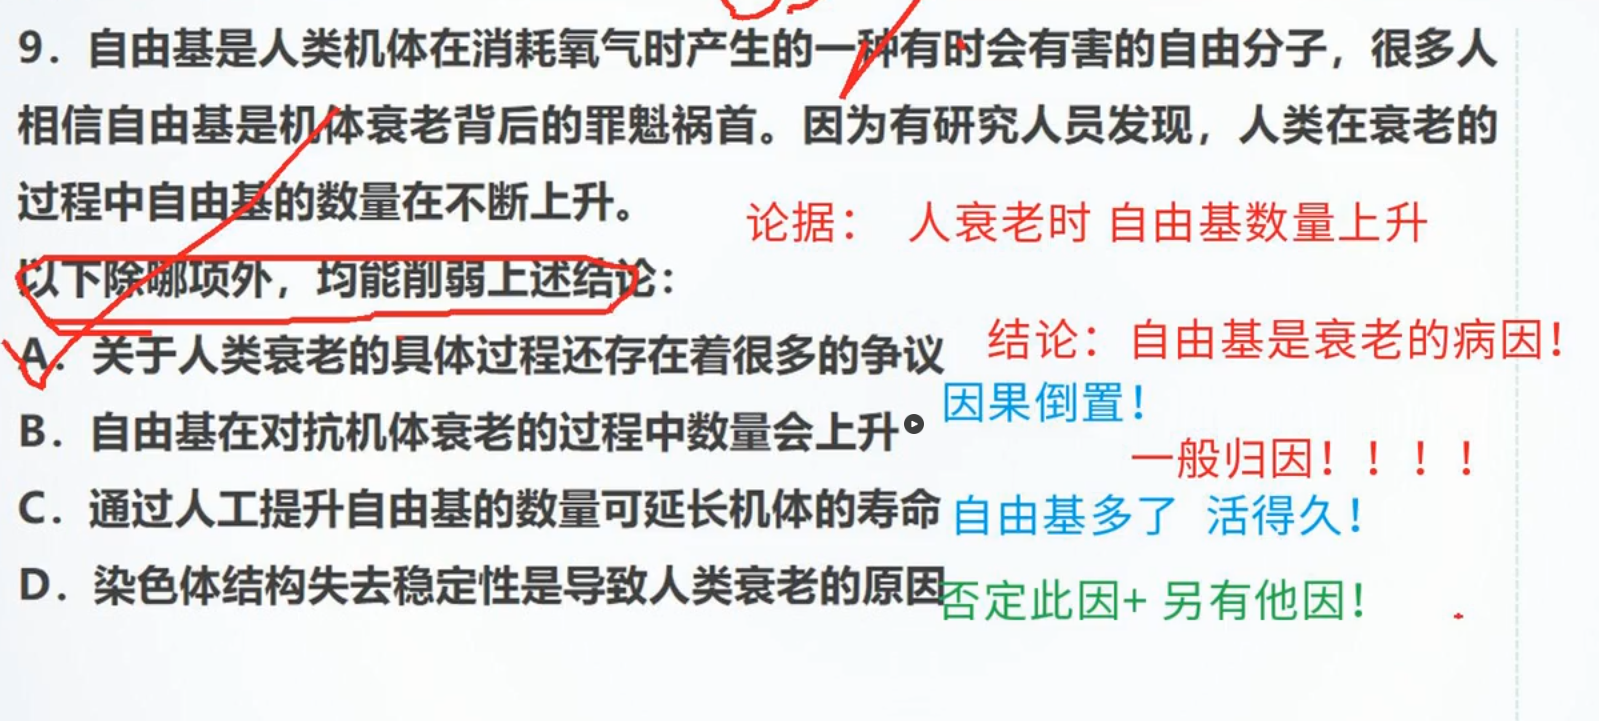 9．自由基是人类机体在消耗氧气时产生的一种有时会有害的自由分子，很多人
相信自由基是机体衰老背后的罪魁祸首。因为有研究人员发现，人类在衰老的
过程中自由基的数量在不断上升。
论据： 人衰老时 自由基数量上升
以下除哪项外，均能削弱上述结论：
结论：自由基是衰老的病因！
A．关于人类衰老的具体过程还存在着很多的争议
因果倒置！
B．自由基在对抗机体衰老的过程中数量会上升
一般归因！！！！
C．通过人工提升自由基的数量可延长机体的寿命
自由基多了 活得久！
D．染色体结构失去稳定性是导致人类衰老的原因
否定此因+ 另有他因！